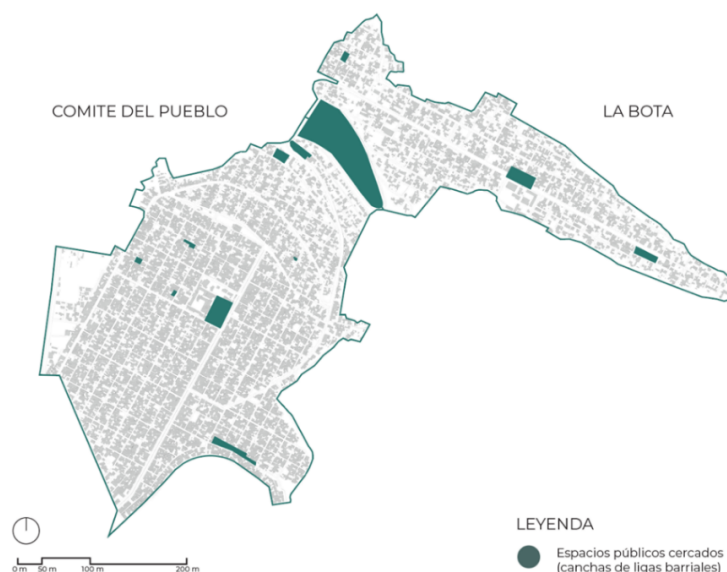 COMITE DEL PUEBLO
LA BOTA
0 m 50 m 100 m 200 m
LEYENDA
Espacios públicos cercados
(canchas de ligas barriales)